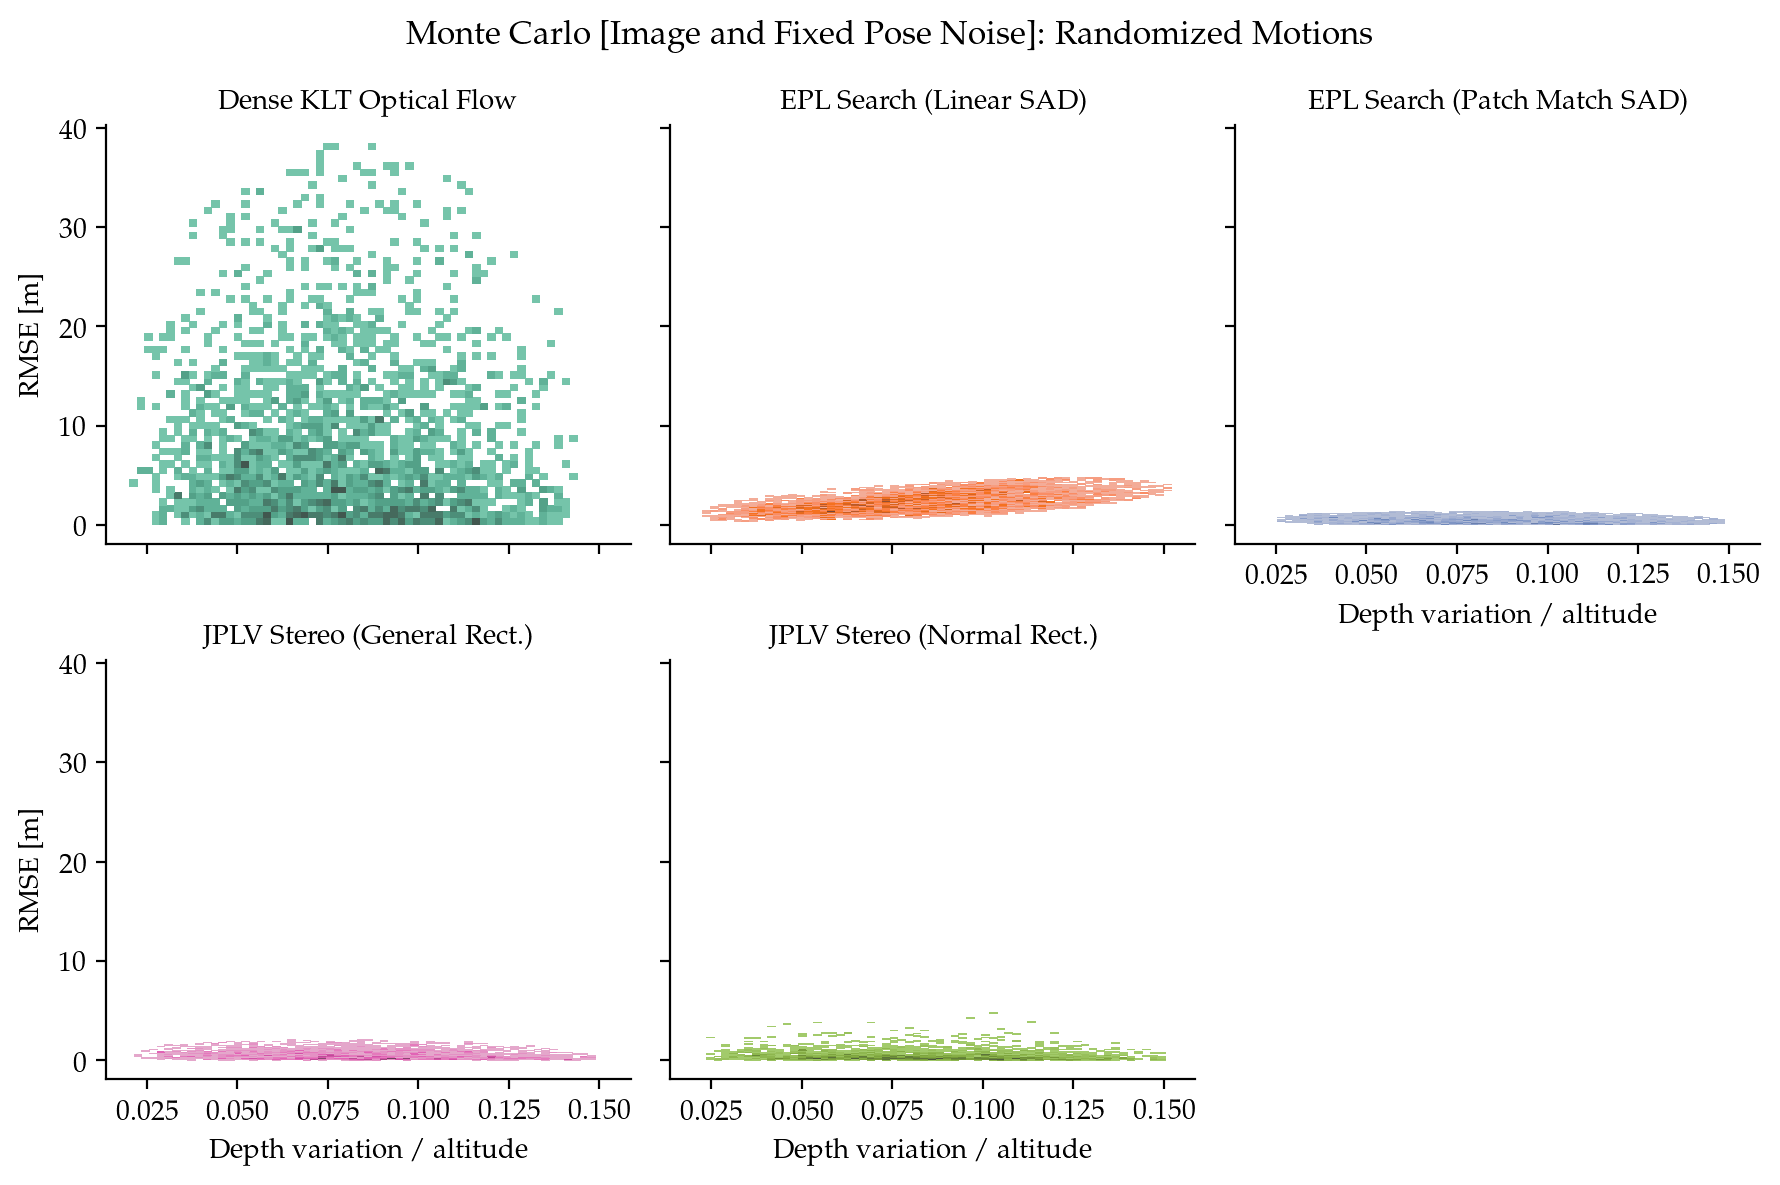 Monte Carlo [Image and Fixed Pose Noise]: Randomized Motions
Dense KLT Optical Flow
EPL Search (Linear SAD)
EPL Search (Patch Match SAD)
40
30
20
10
0
RMSE [m]
0.025 0.050 0.075 0.100 0.125 0.150
Depth variation / altitude
JPLV Stereo (General Rect.)
JPLV Stereo (Normal Rect.)
40
30
20
10
0
RMSE [m]
0.025 0.050 0.075 0.100 0.125 0.150
Depth variation / altitude
0.025 0.050 0.075 0.100 0.125 0.150
Depth variation / altitude